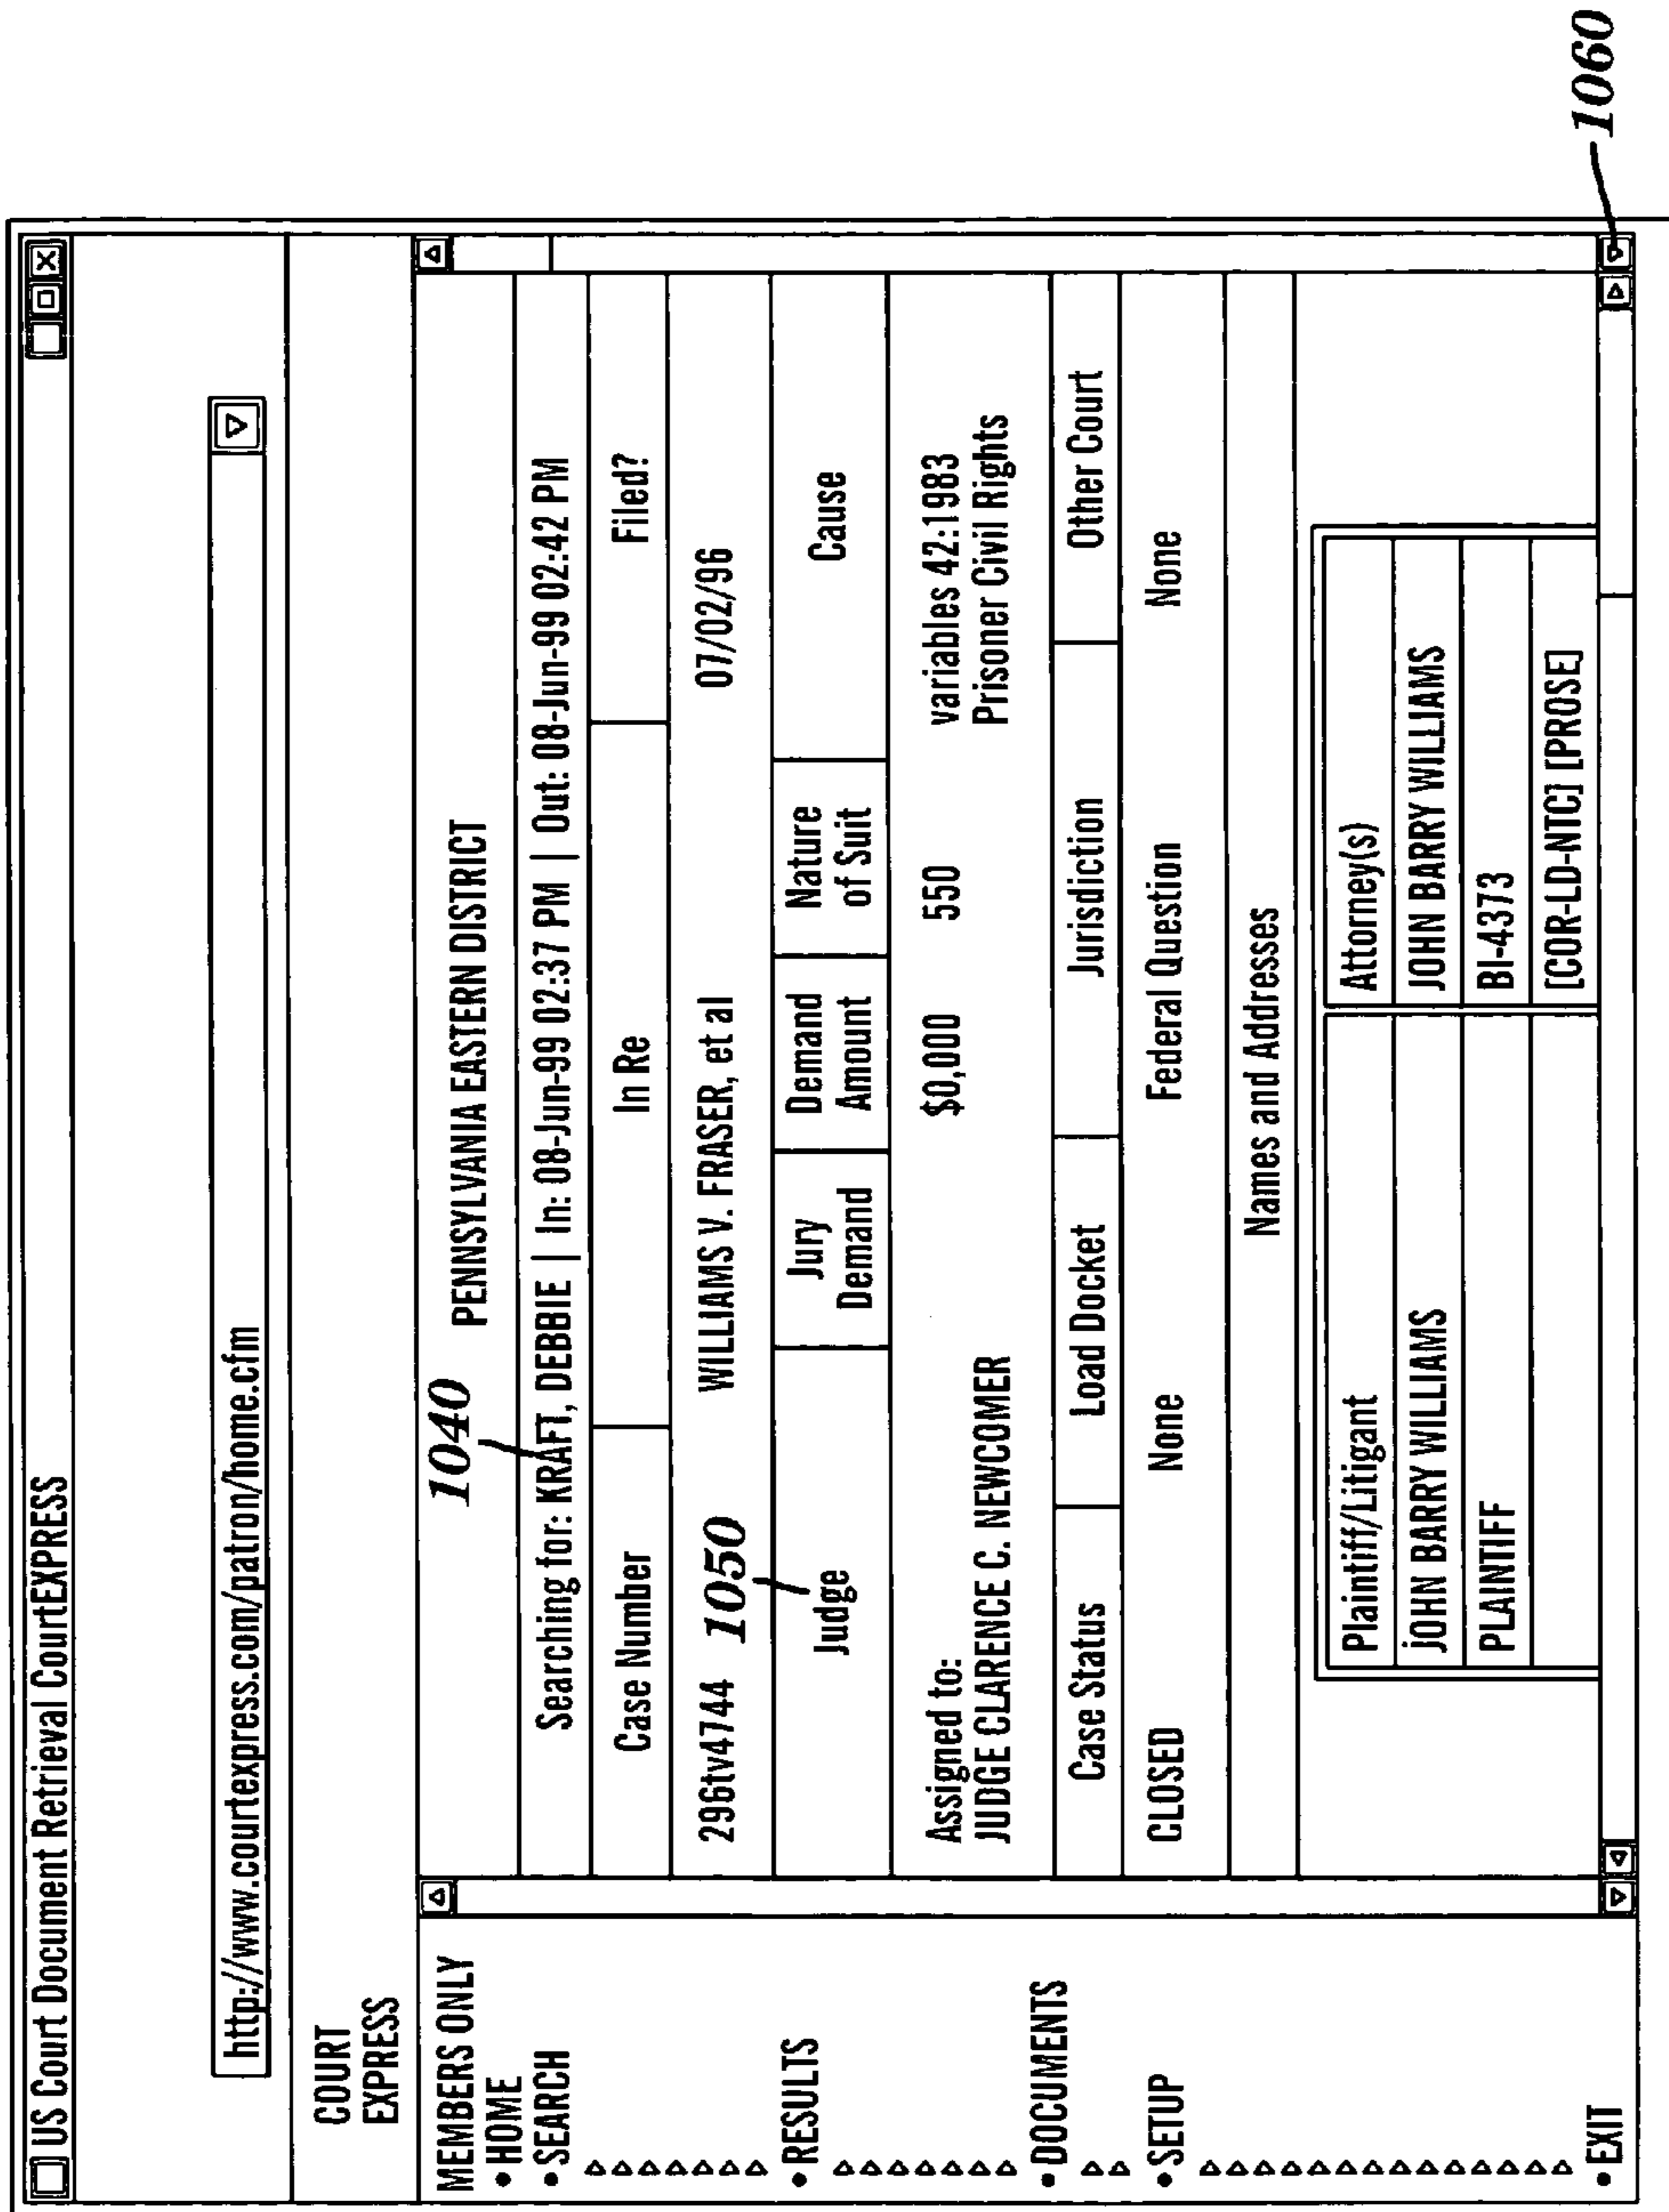 US Court Document Retrieval CourtEXPRESS
http://www.courtexpress.com/patron/home.cfm
COURT
EXPRESS
MEMBERS ONLY
• HOME
• SEARCH
• RESULTS
• DOCUMENTS
• SETUP
• EXIT
1040
PENNSYLVANIA EASTERN DISTRICT
Searching for: KRAFT, DEBBIE | In: 08-Jun-99 02:37 PM | Out: 08-Jun-99 02:42 PM
Case Number In Re Filed?
296tv4744 WILLIAMS V. FRASER, et al 07/02/96
1050
Judge Jury Demand Demand Amount Nature of Suit Cause
Assigned to:
JUDGE CLARENCE C. NEWCOMER $0,000 550 variables 42:1983
Prisoner Civil Rights
Case Status Load Docket Jurisdiction Other Court
CLOSED None Federal Question None
Names and Addresses
Plaintiff/Litigant Attorney(s)
JOHN BARRY WILLIAMS JOHN BARRY WILLIAMS
PLAINTIFF BI-4373
[COR-LD-NTC] [PROSE]
1060